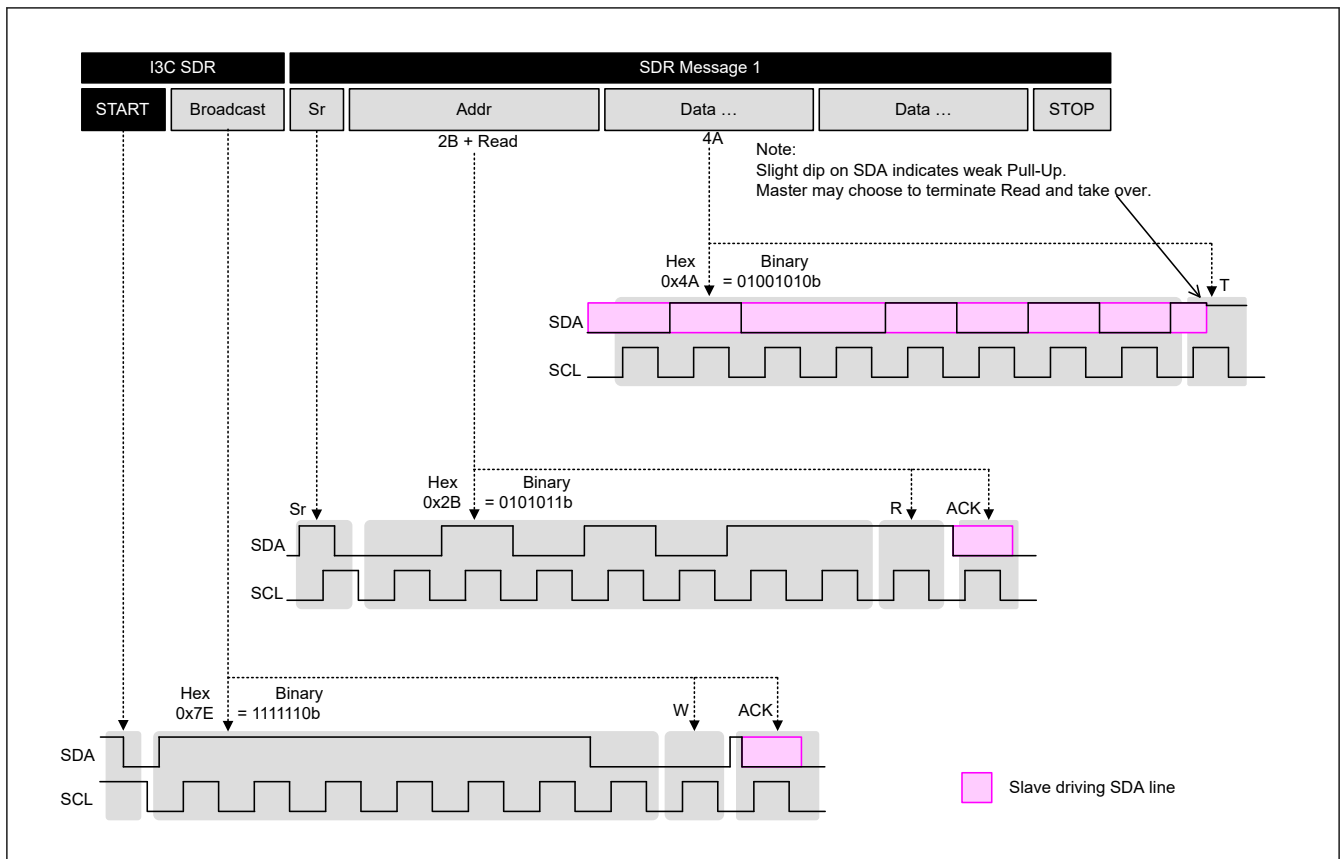 I3C SDR
SDR Message 1
START
Broadcast
Sr
Addr
Data …
Data …
STOP
2B + Read
4A
Note:
Slight dip on SDA indicates weak Pull-Up.
Master may choose to terminate Read and take over.
Hex Binary
0x4A = 01001010b
T
SDA
SCL
Hex Binary
0x2B = 0101011b
Sr
R
ACK
SDA
SCL
Hex Binary
0x7E = 1111110b
W
ACK
SDA
SCL
Slave driving SDA line